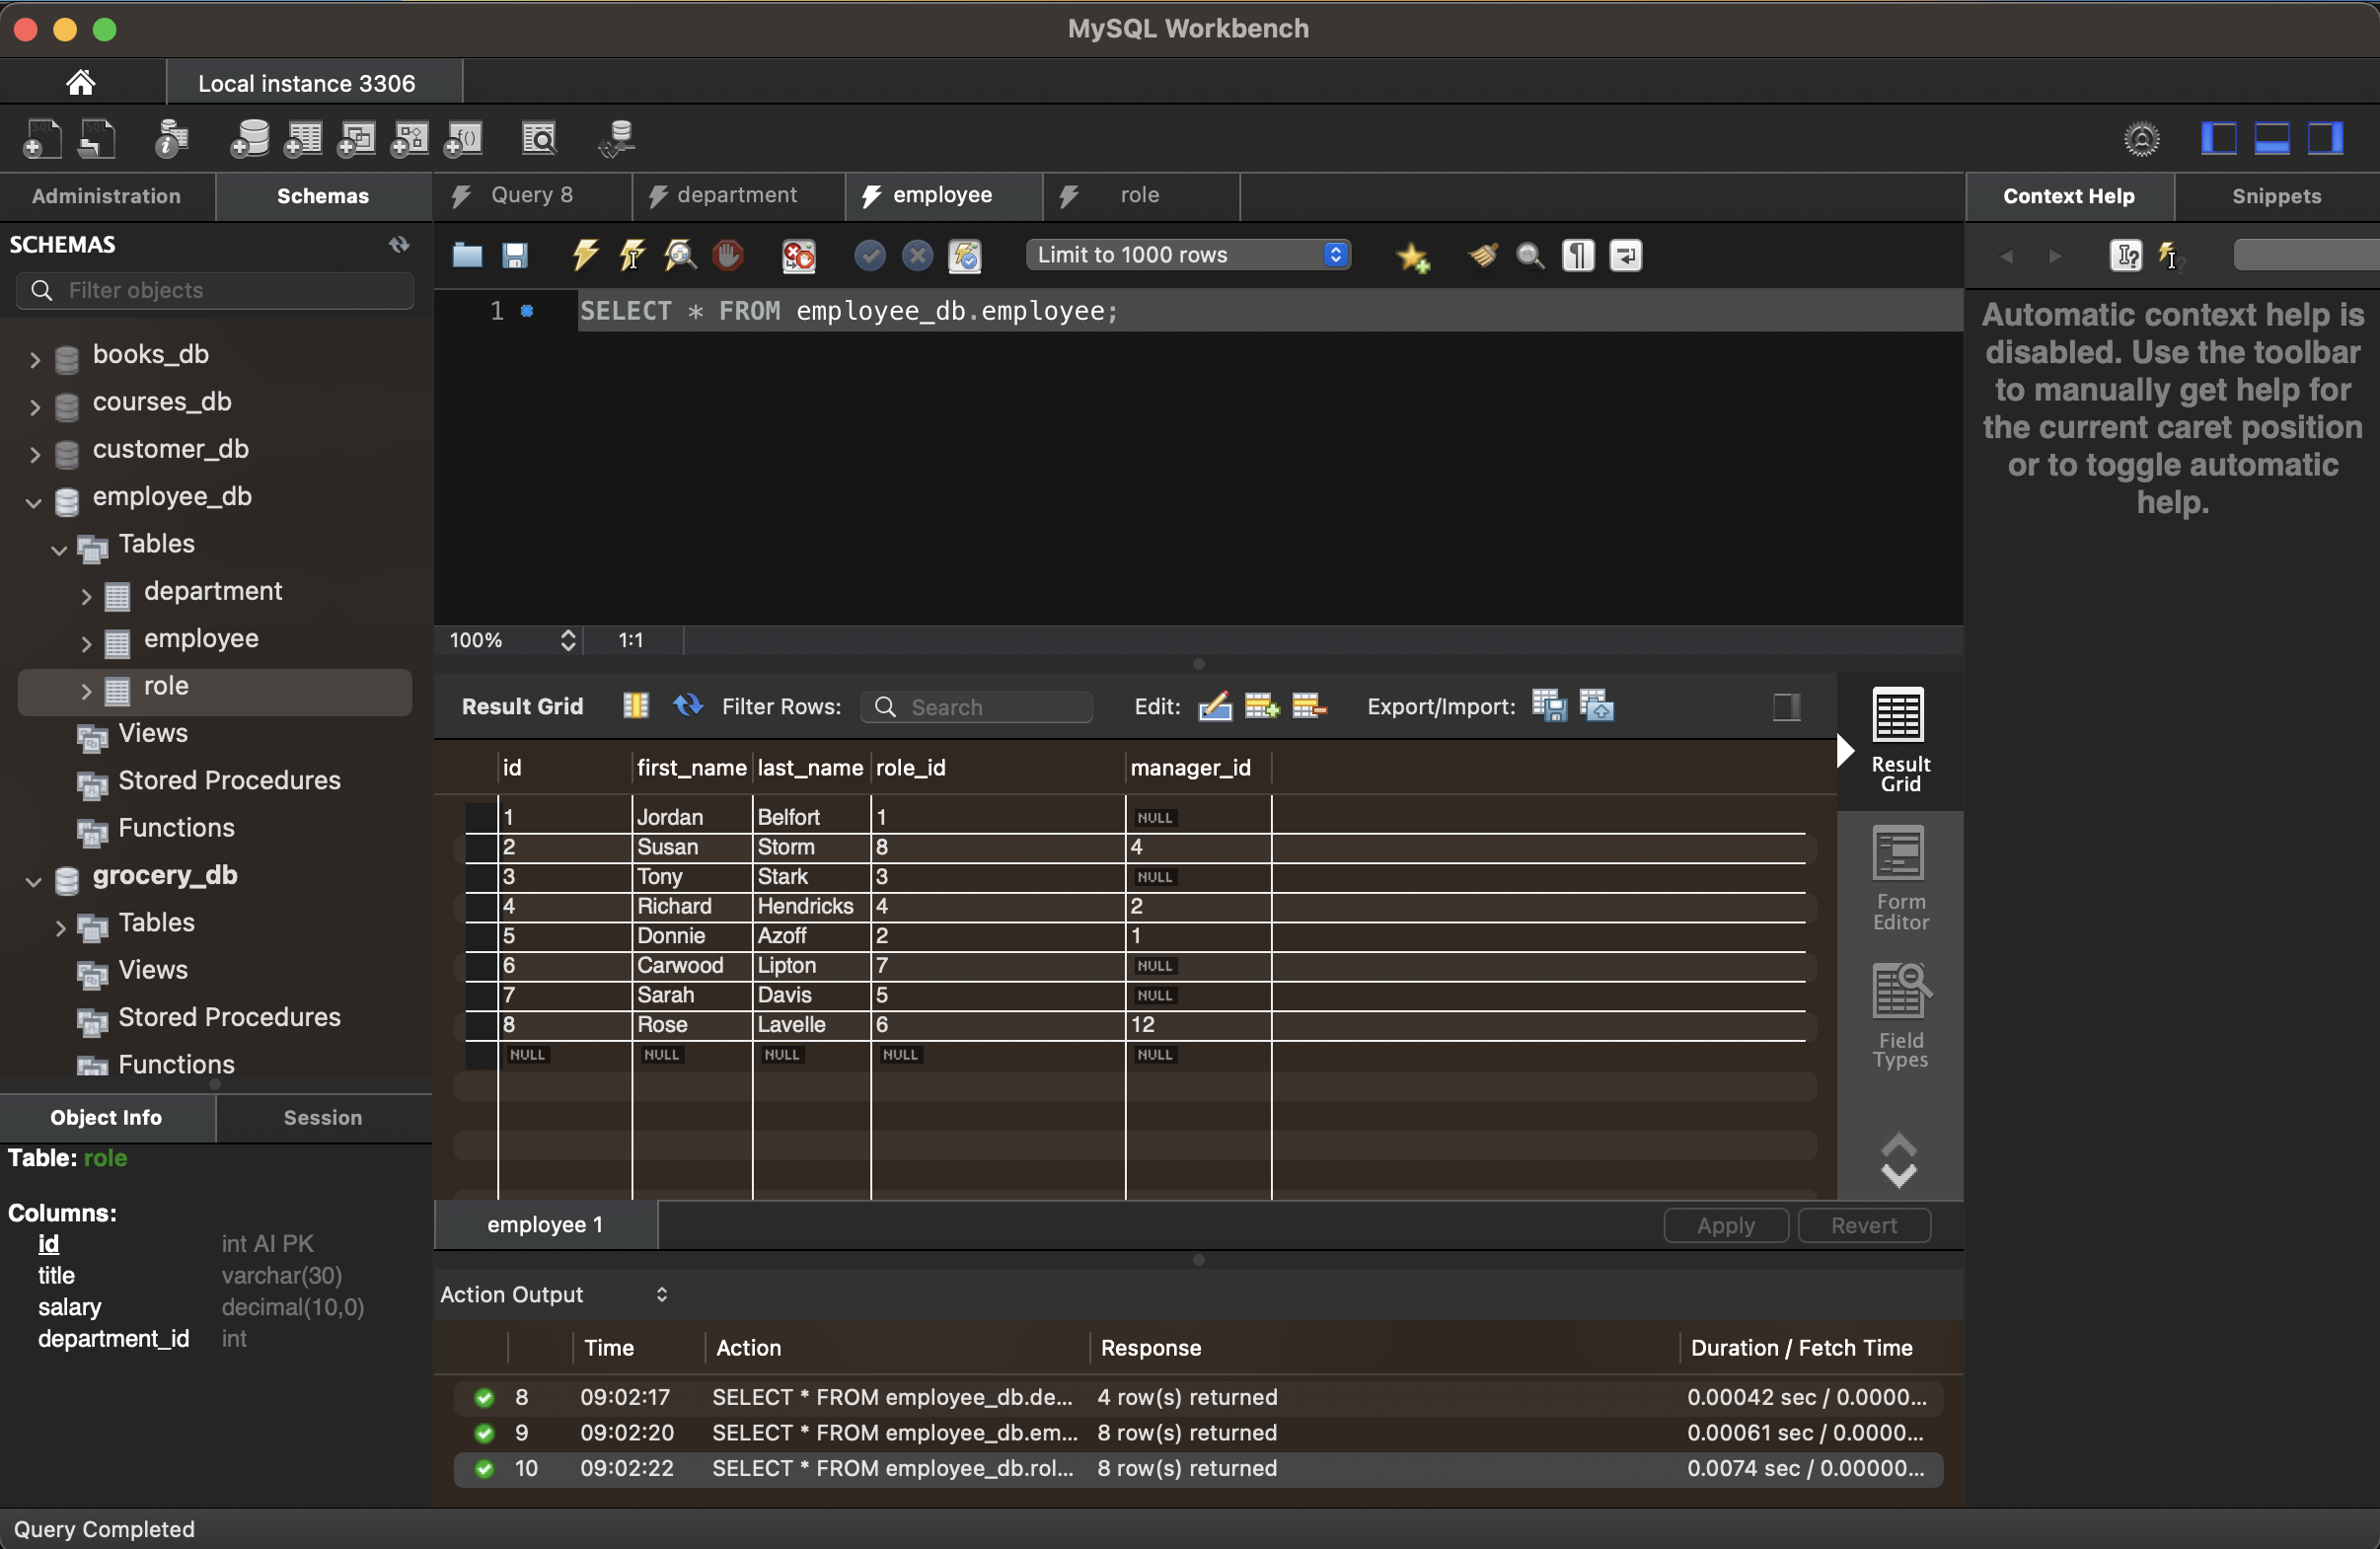 MySQL Workbench
Local instance 3306
Administration
Schemas
SCHEMAS
Filter objects
books_db
courses_db
customer_db
employee_db
Tables
department
employee
role
Views
Stored Procedures
Functions
grocery_db
Tables
Views
Stored Procedures
Functions
Object Info
Session
Table: role
Columns:
id int AI PK
title varchar(30)
salary decimal(10,0)
department_id int
Query 8
department
employee
role
Limit to 1000 rows
1 SELECT * FROM employee_db.employee;
100% 1:1
Result Grid
Filter Rows:
Search
Edit:
Export/Import:
id first_name last_name role_id manager_id
1 Jordan Belfort 1 NULL
2 Susan Storm 8 4
3 Tony Stark 3 NULL
4 Richard Hendricks 4 2
5 Donnie Azoff 2 1
6 Carwood Lipton 7 NULL
7 Sarah Davis 5 NULL
8 Rose Lavelle 6 12
NULL NULL NULL NULL NULL
Result
Grid
Form
Editor
Field
Types
employee 1
Apply
Revert
Action Output
Time Action Response Duration / Fetch Time
8 09:02:17 SELECT * FROM employee_db.de... 4 row(s) returned 0.00042 sec / 0.0000...
9 09:02:20 SELECT * FROM employee_db.em... 8 row(s) returned 0.00061 sec / 0.0000...
10 09:02:22 SELECT * FROM employee_db.rol... 8 row(s) returned 0.0074 sec / 0.00000...
Context Help
Snippets
Automatic context help is
disabled. Use the toolbar
to manually get help for
the current caret position
or to toggle automatic
help.
Query Completed